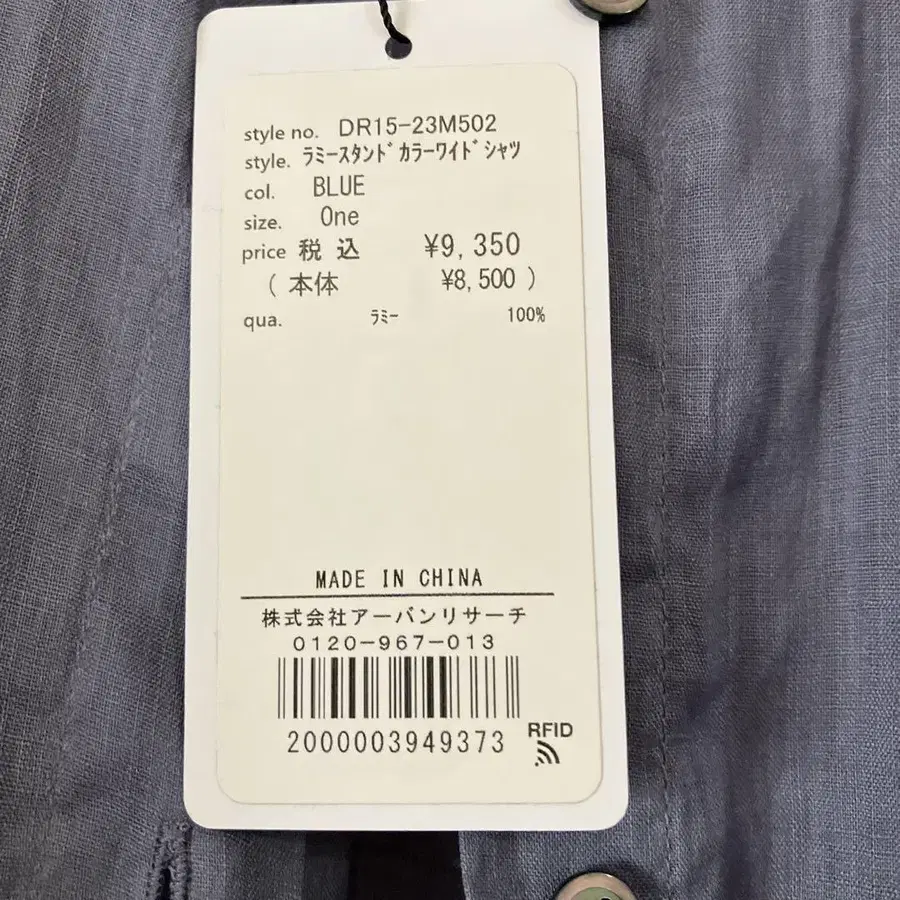 style no. DR15-23M502
style. ﾗﾐｰｽﾀﾝﾄﾞｶﾗｰﾜｲﾄﾞｼｬﾂ
col. BLUE
size. One
price 税込 ¥9,350
(本体 ¥8,500)
qua. ﾗﾐｰ 100%
MADE IN CHINA
株式会社アーバンリサーチ
0120-967-013
2000003949373
RFID